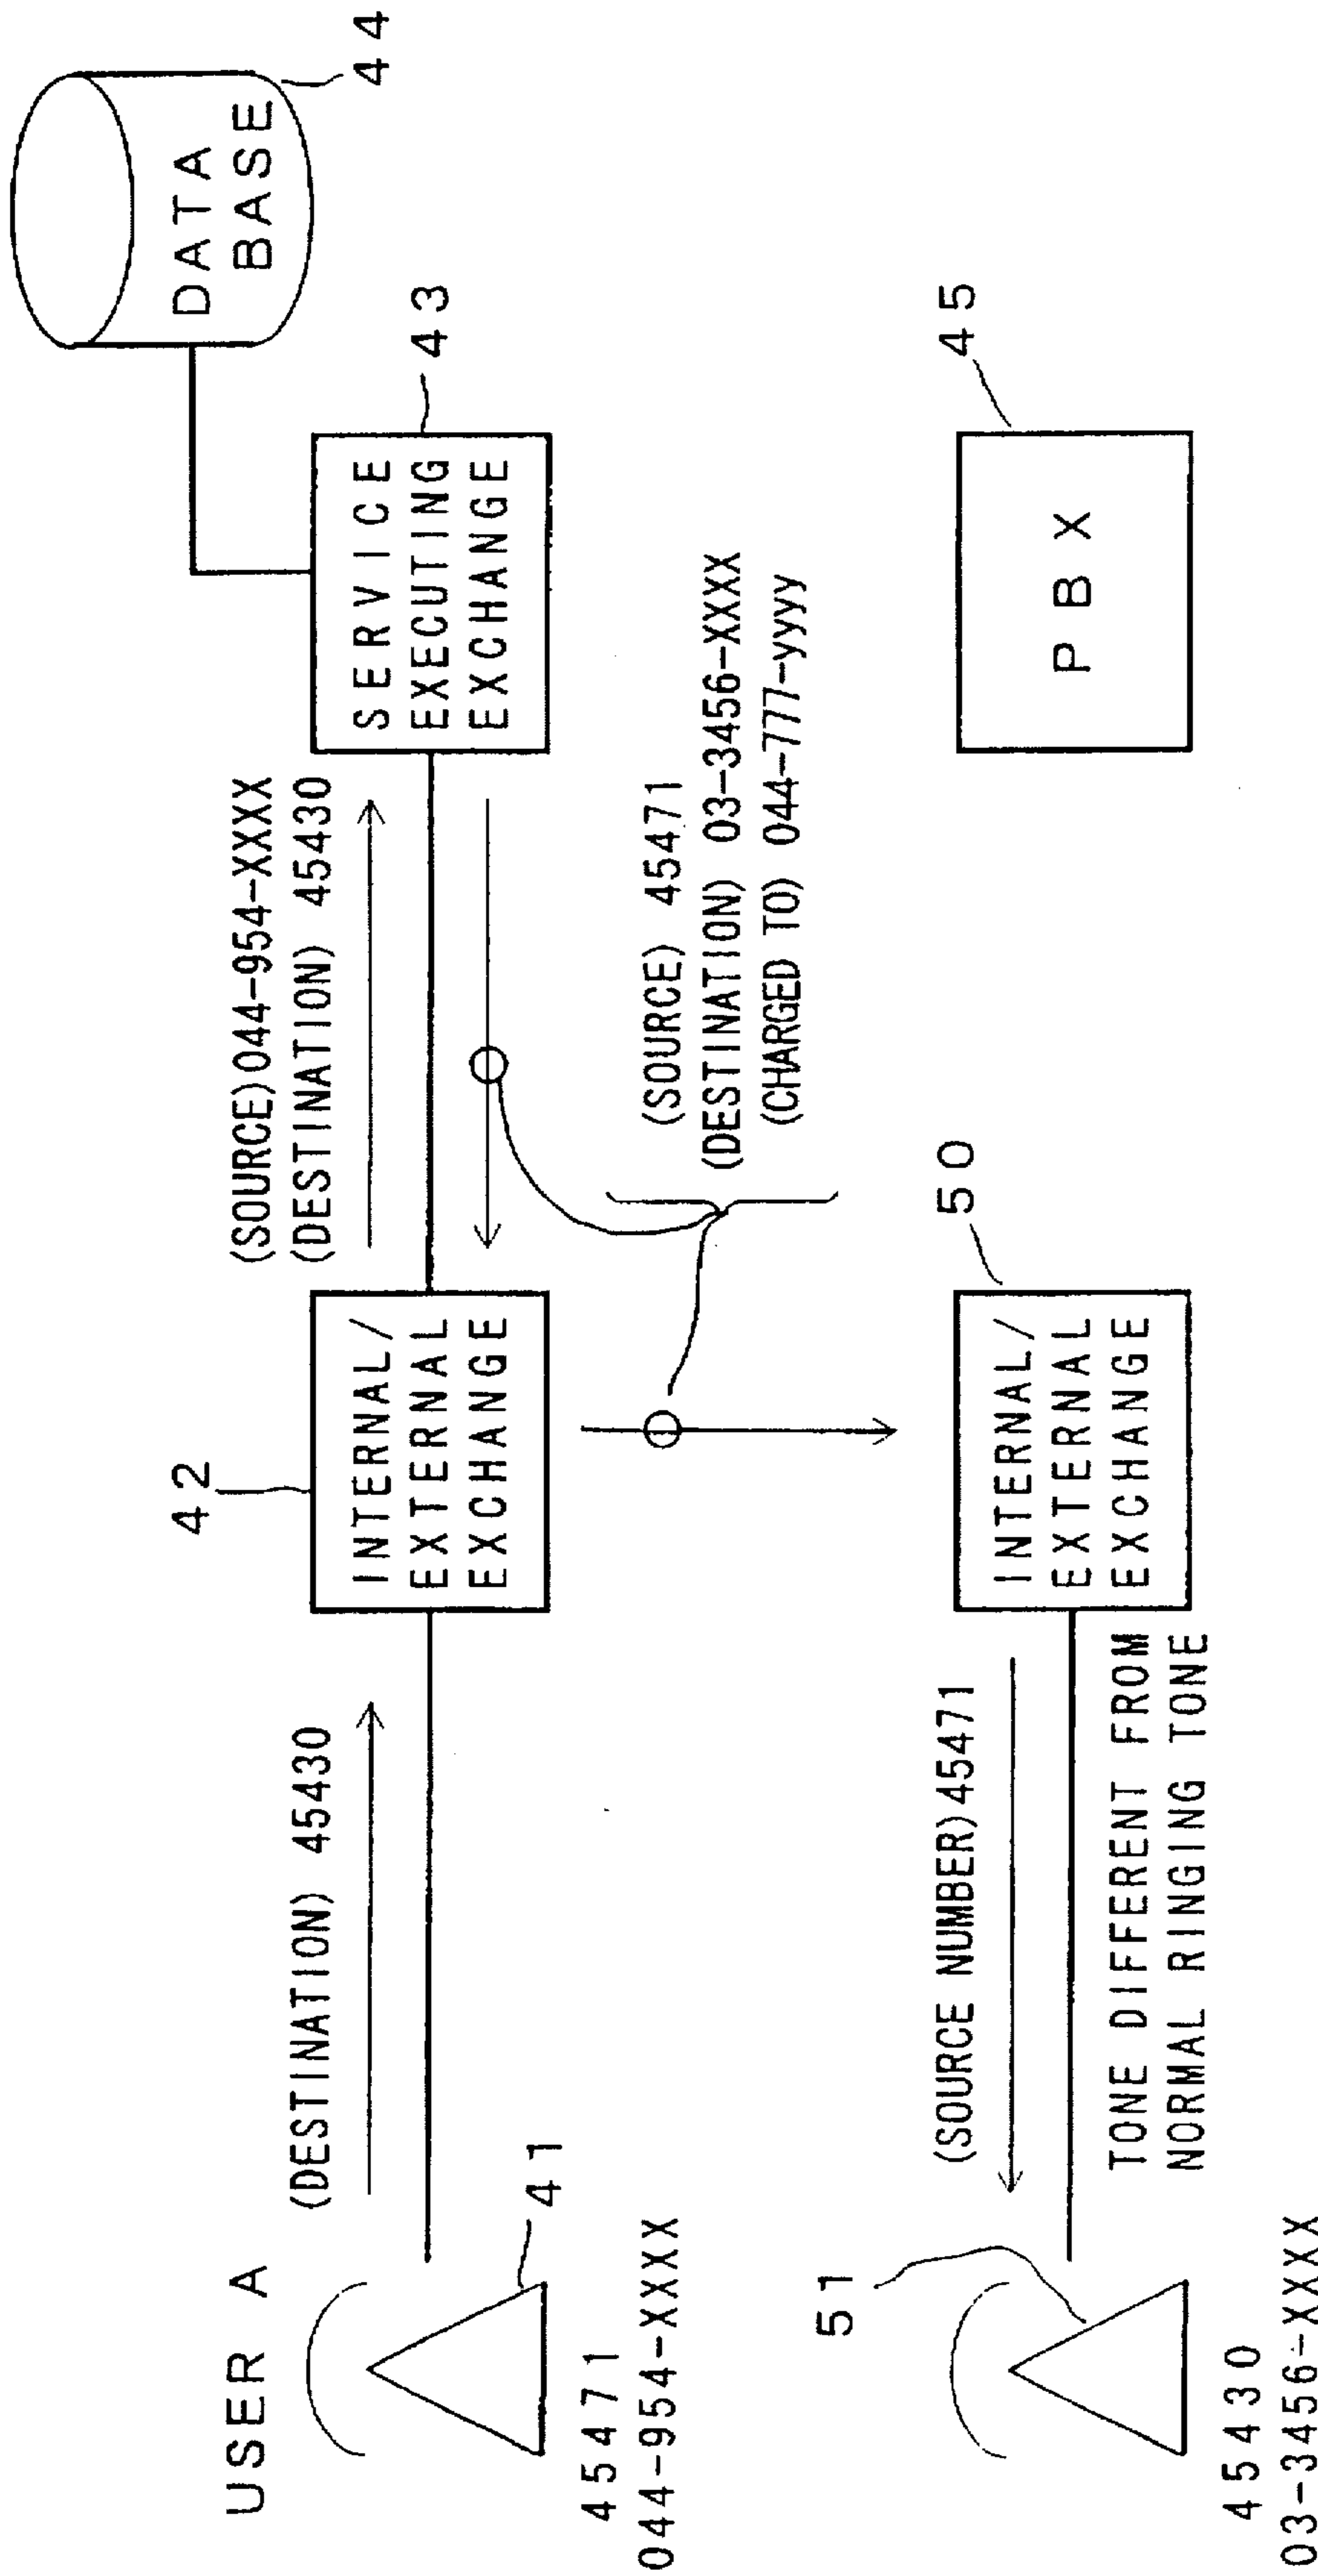 USER A
45471
044-954-XXXX
41
(DESTINATION) 45430
42
INTERNAL/
EXTERNAL
EXCHANGE
(SOURCE)044-954-XXXX
(DESTINATION) 45430
SERVICE
EXECUTING
EXCHANGE
43
DATA
BASE
44
(SOURCE) 45471
(DESTINATION) 03-3456-XXXX
(CHARGED TO) 044-777-yyyy
51
45430
03-3456-XXXX
(SOURCE NUMBER)45471
TONE DIFFERENT FROM
NORMAL RINGING TONE
50
INTERNAL/
EXTERNAL
EXCHANGE
PBX
45